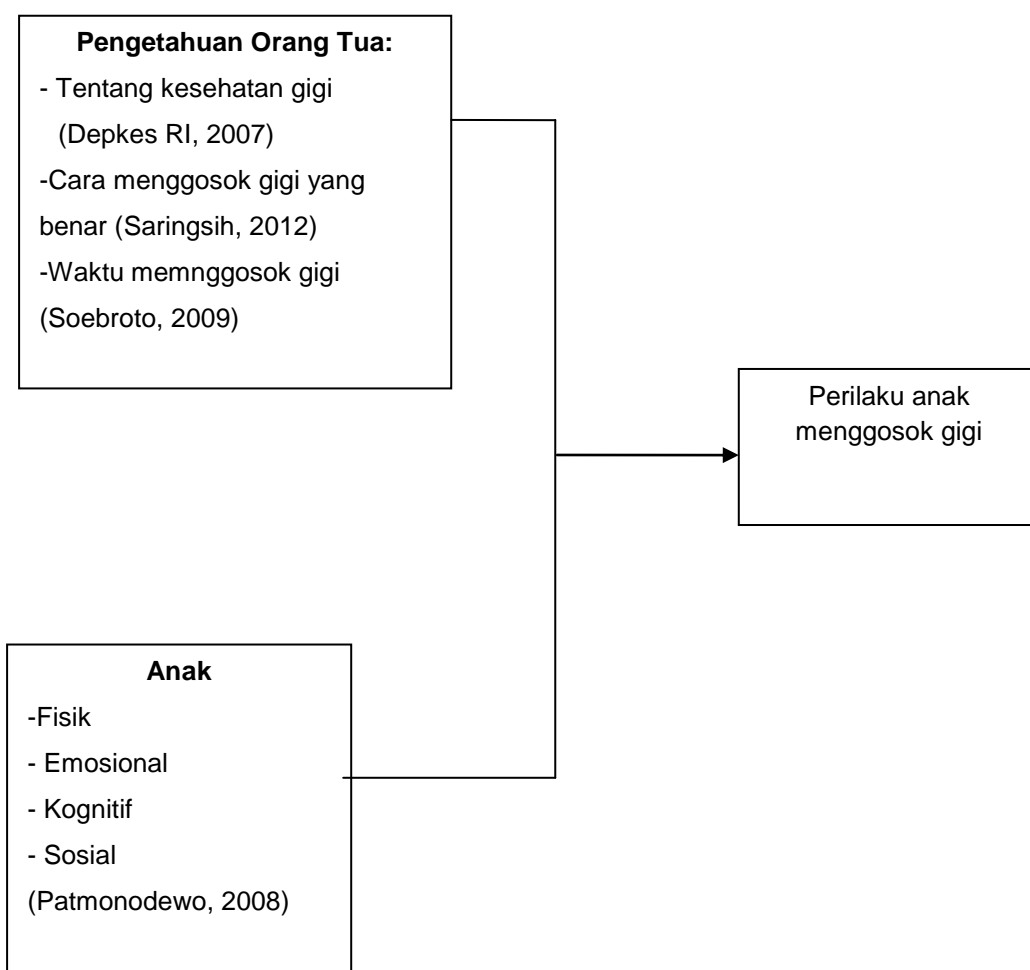 Pengetahuan Orang Tua:
- Tentang kesehatan gigi
(Depkes RI, 2007)
-Cara menggosok gigi yang
benar (Saringsih, 2012)
-Waktu memnggosok gigi
(Soebroto, 2009)
Perilaku anak
menggosok gigi
Anak
-Fisik
- Emosional
- Kognitif
- Sosial
(Patmonodewo, 2008)